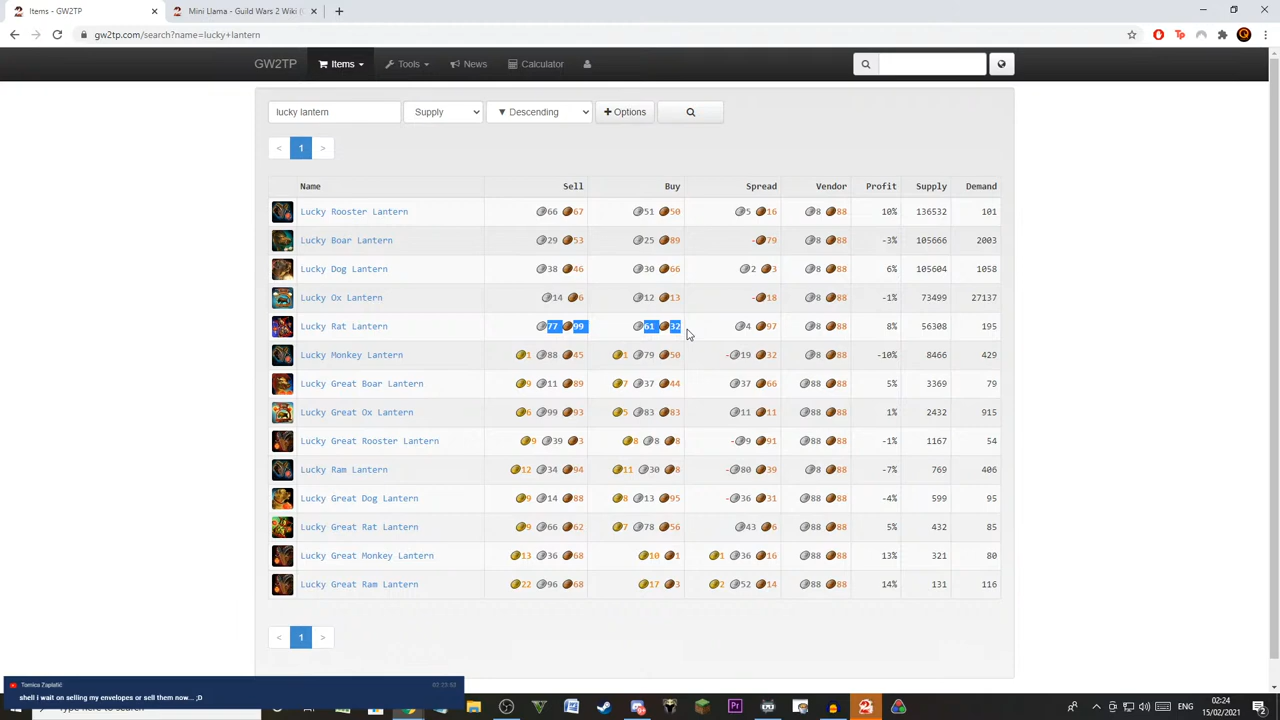 Items - GW2TP
Mini Llama - Guild Wars 2 Wiki (
gw2tp.com/search?name=lucky+lantern
GW2TP Items Tools News Calculator
lucky lantern Supply ▼ Descending + Options
< 1 >
Name Sell Buy Spread Vendor Profit Supply Demand
Lucky Rooster Lantern 66 67 51 50 5 16 8 88 10% 136532 101
Lucky Boar Lantern 29 53 25 89 -79 8 88 -3% 105666 2003
Lucky Dog Lantern 38 46 30 66 2 3 8 88 6% 105604 1058
Lucky Ox Lantern 14 6 12 13 -18 8 88 -1% 73499 27137
Lucky Rat Lantern 77 99 61 32 4 97 8 88 8% 56308 195
Lucky Monkey Lantern 1 88 45 1 79 50 -19 32 8 88 -10% 8466 429
Lucky Great Boar Lantern 9 11 89 7 37 44 37 66 88 88 5% 3369 79
Lucky Great Ox Lantern 6 99 93 5 83 83 11 11 88 88 1% 2432 915
Lucky Great Rooster Lantern 9 39 3 8 8 8 -9 91 88 88 -1% 1167 54
Lucky Ram Lantern 12 34 94 11 30 8 -80 39 8 88 -7% 769 406
Lucky Great Dog Lantern 9 14 88 8 13 95 -36 31 88 88 -4% 599 95
Lucky Great Rat Lantern 9 66 62 7 78 56 43 6 88 88 5% 432 85
Lucky Great Monkey Lantern 13 36 68 10 1 1 36 16 88 88 13% 321 80
Lucky Great Ram Lantern 22 96 68 17 3 2 52 14 88 88 14% 131 116
< 1 >
Tomica Zaplatić
shell I wait on selling my envelopes or sell them now... ;D
Type here to search
ENG
02:24
15/02/2021